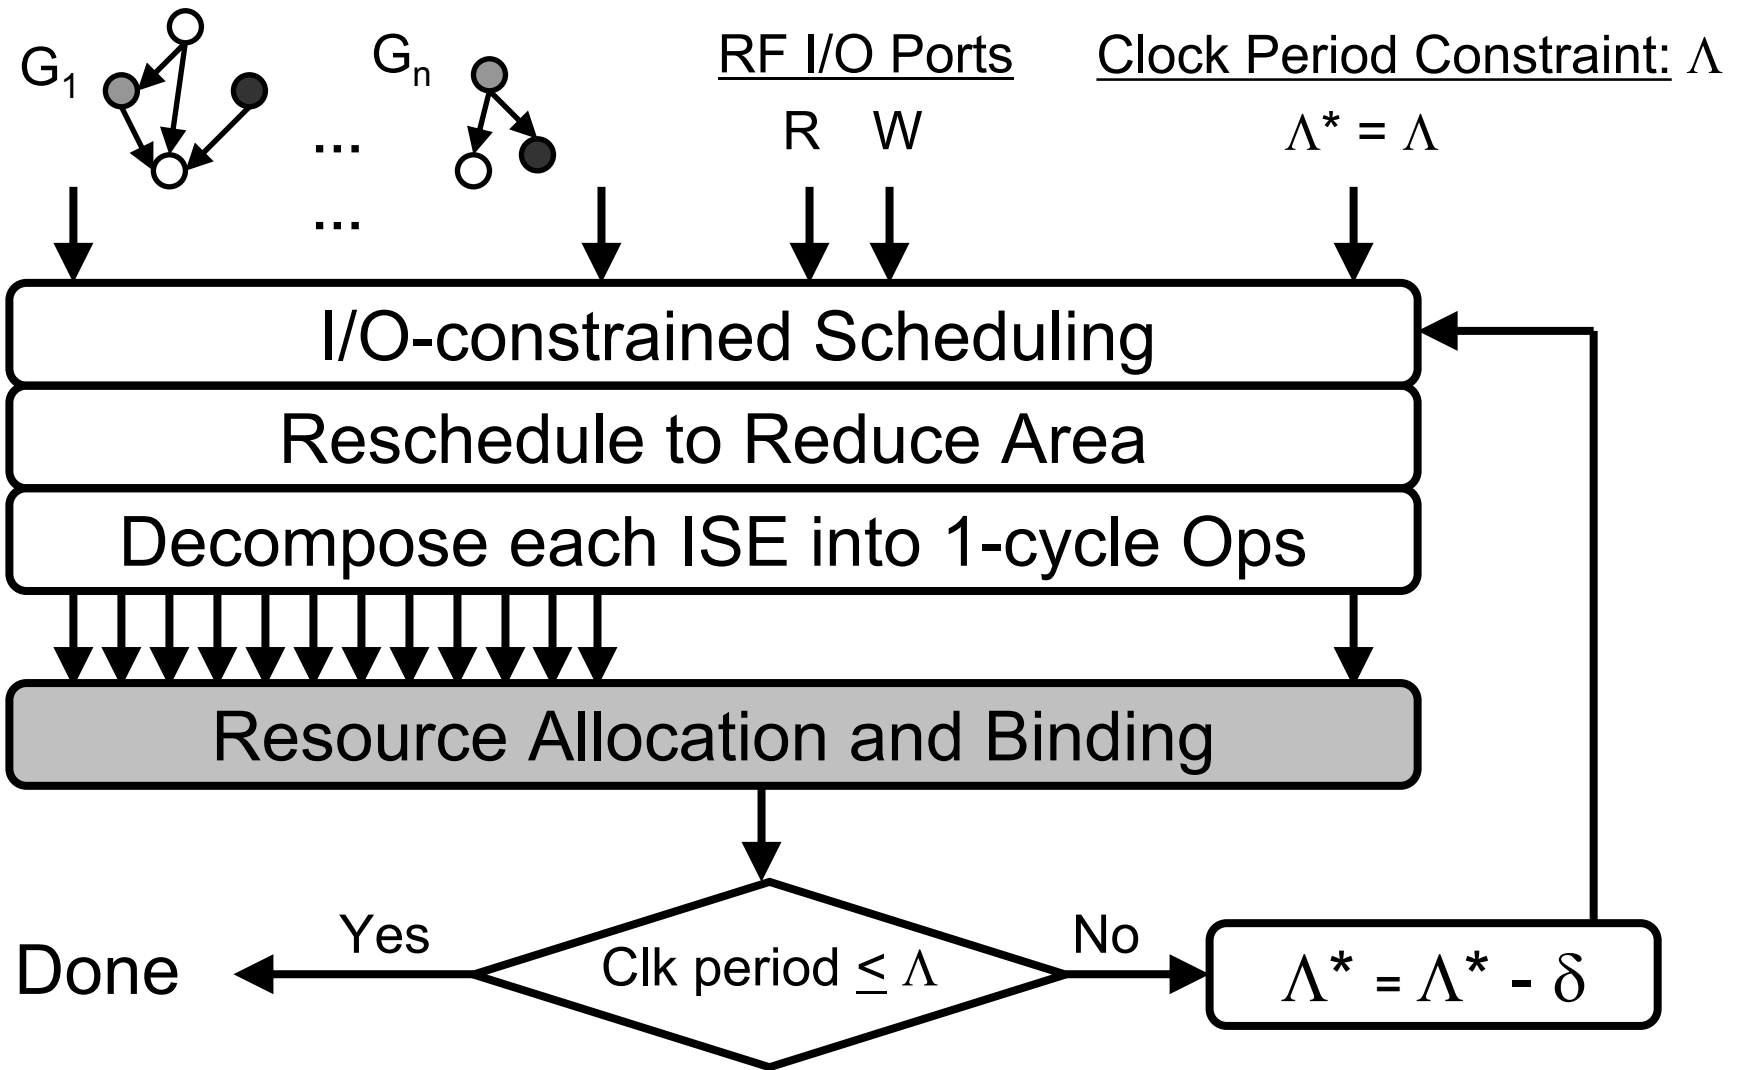 G1
Gn
RF I/O Ports
Clock Period Constraint: Λ
R W
Λ* = Λ
...
...
I/O-constrained Scheduling
Reschedule to Reduce Area
Decompose each ISE into 1-cycle Ops
Resource Allocation and Binding
Yes
No
Done
Clk period ≤ Λ
Λ* = Λ* - δ